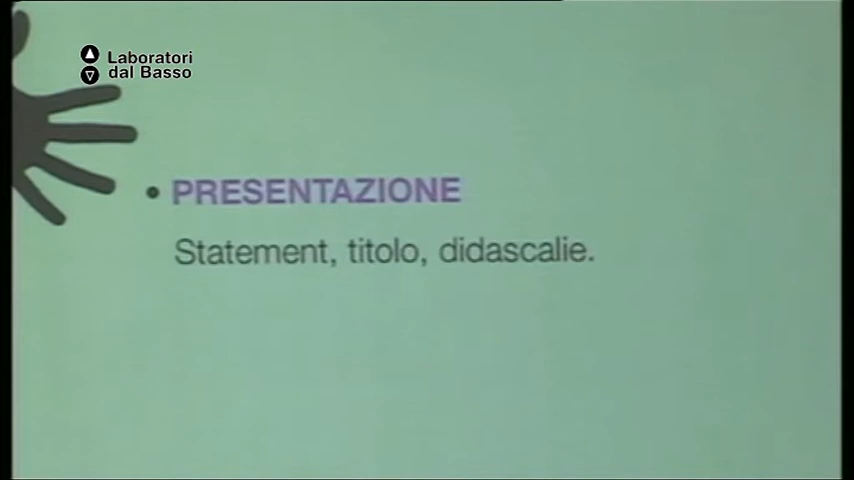 Laboratori
dal Basso
• PRESENTAZIONE
Statement, titolo, didascalie.